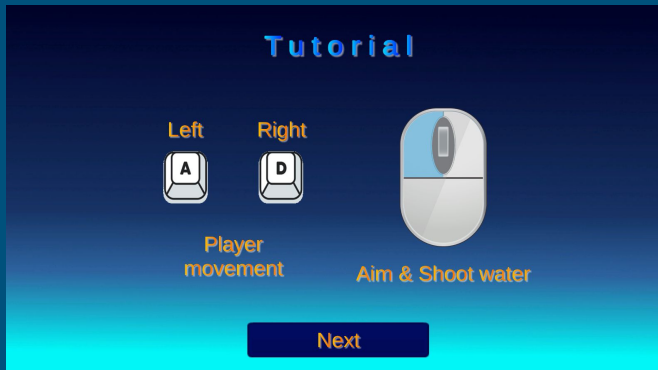 Tutorial
Left
Right
A
D
Player
movement
Aim & Shoot water
Next